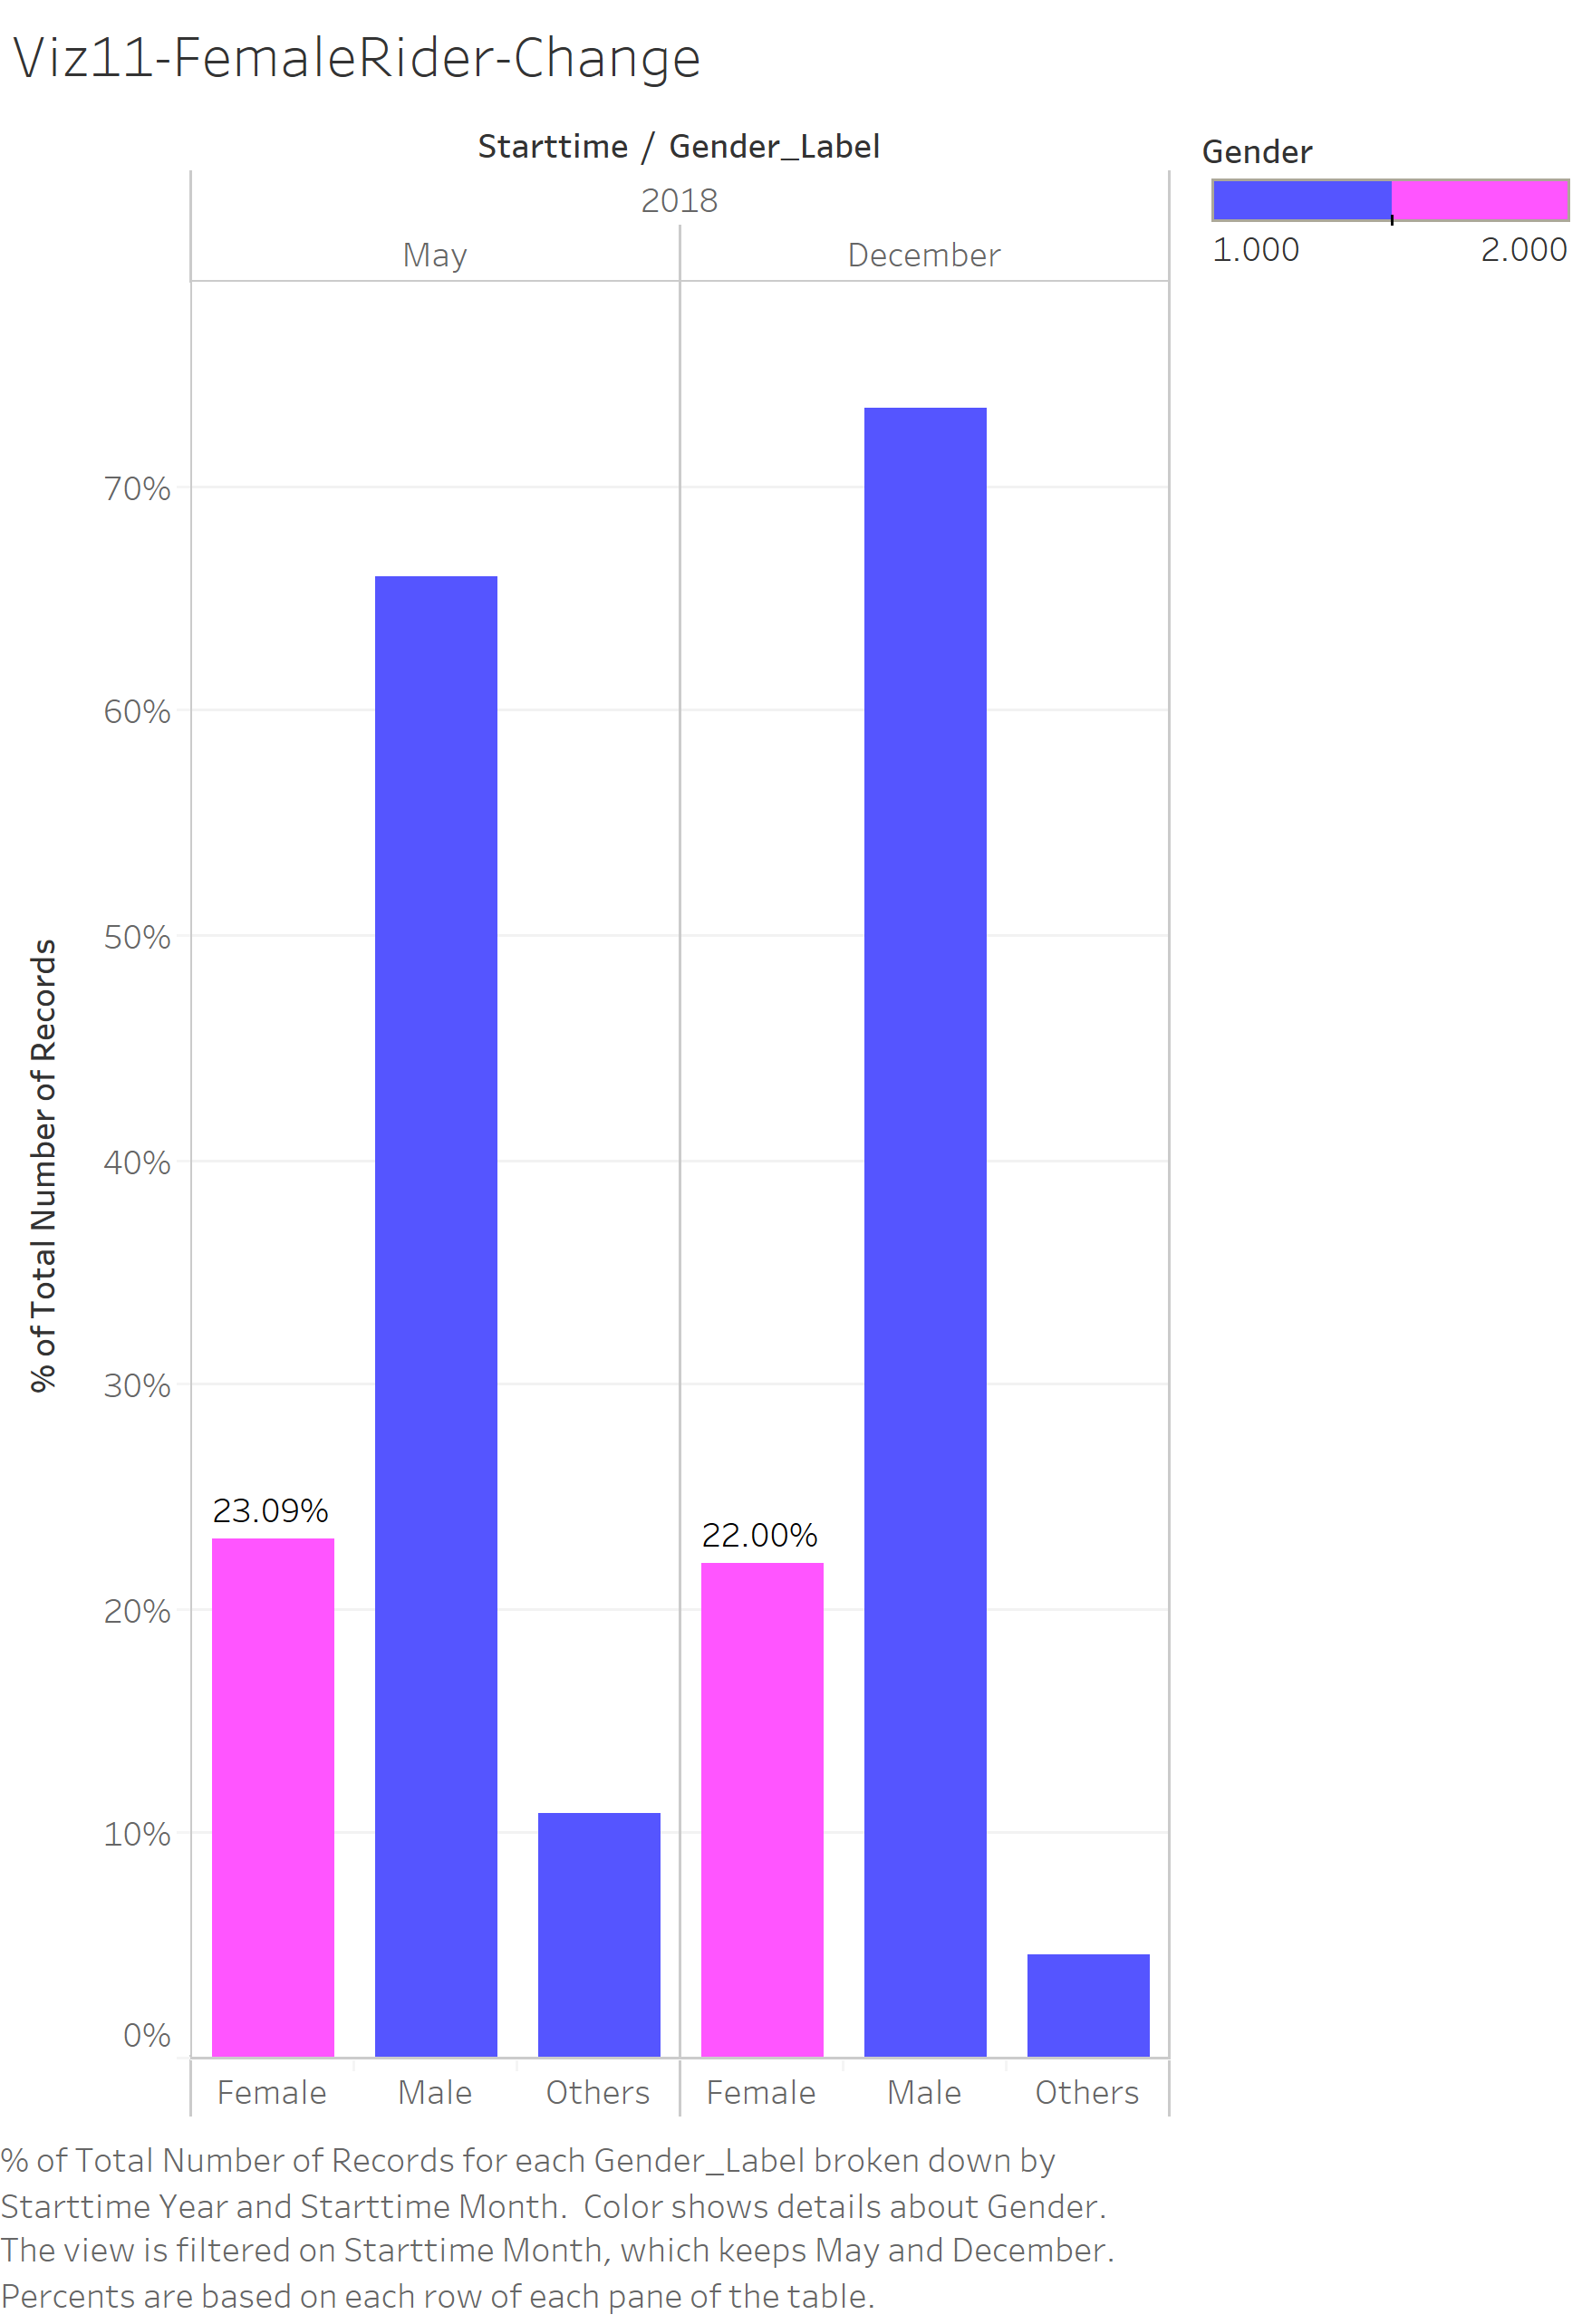 Viz11-FemaleRider-Change
Starttime / Gender_Label
2018
May December
Gender
1.000 2.000
% of Total Number of Records
70%
60%
50%
40%
30%
20%
10%
0%
23.09%
22.00%
Female Male Others Female Male Others
% of Total Number of Records for each Gender_Label broken down by
Starttime Year and Starttime Month.  Color shows details about Gender.
The view is filtered on Starttime Month, which keeps May and December.
Percents are based on each row of each pane of the table.